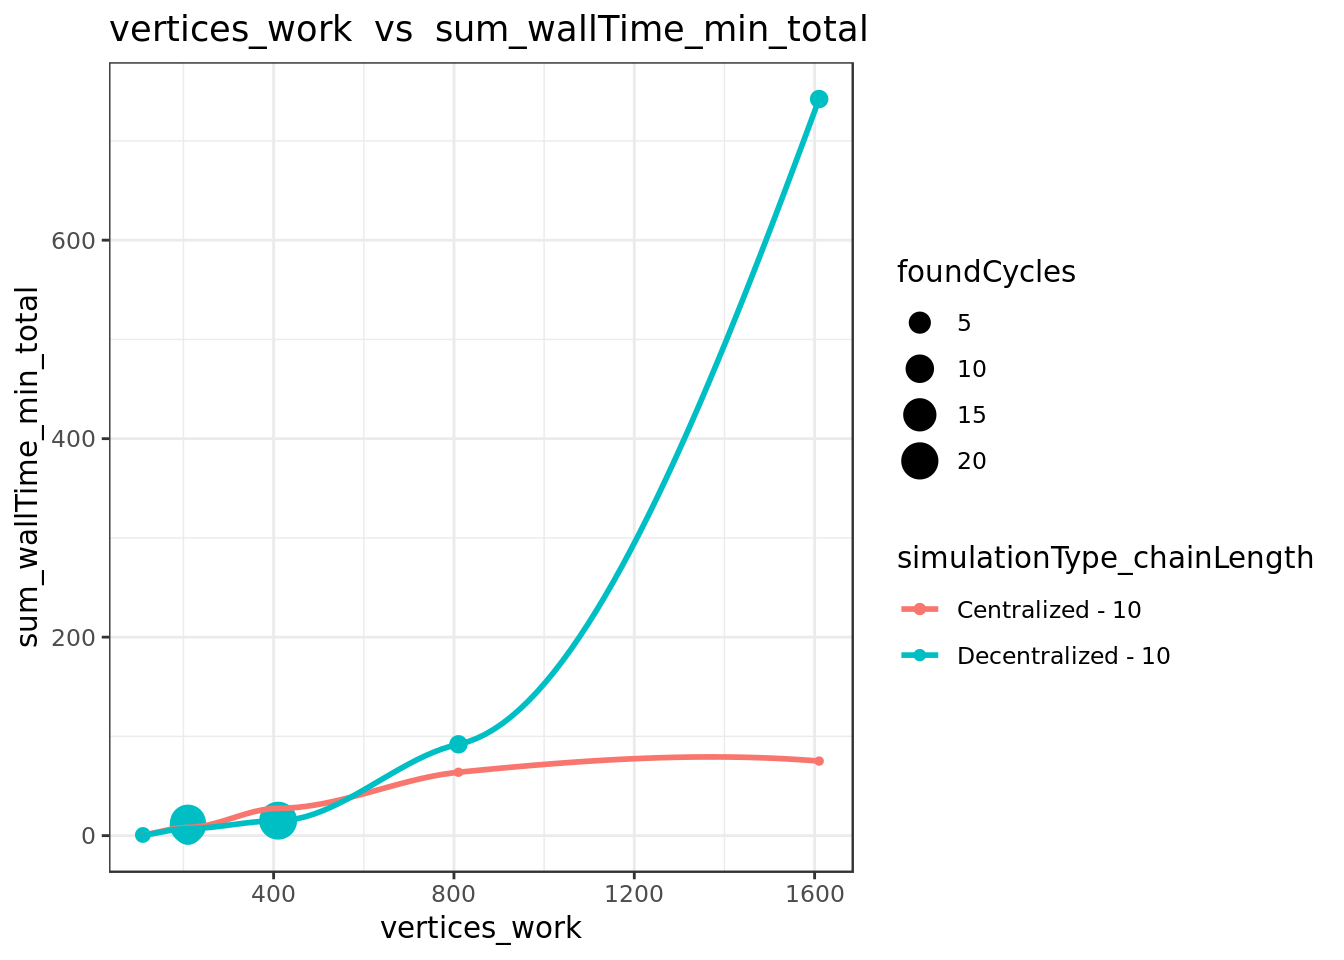 vertices_work  vs  sum_wallTime_min_total
sum_wallTime_min_total
600
400
200
0
400
800
1200
1600
vertices_work
foundCycles
5
10
15
20
simulationType_chainLength
Centralized - 10
Decentralized - 10